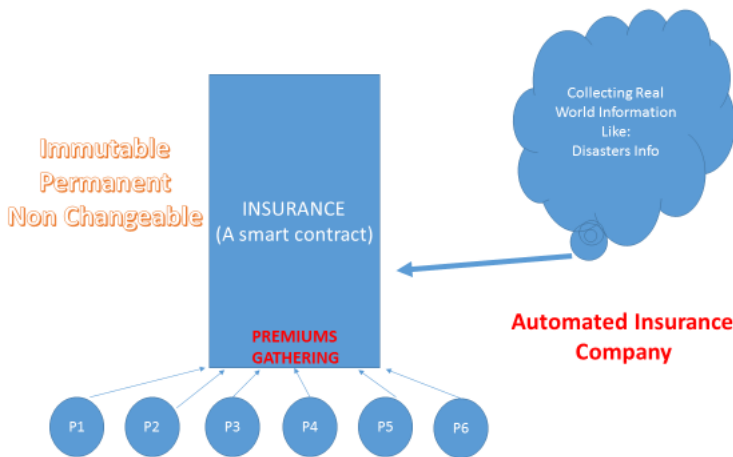 Immutable
Permanent
Non Changeable
INSURANCE
(A smart contract)
PREMIUMS
GATHERING
Collecting Real
World Information
Like:
Disasters Info
Automated Insurance
Company
P1
P2
P3
P4
P5
P6